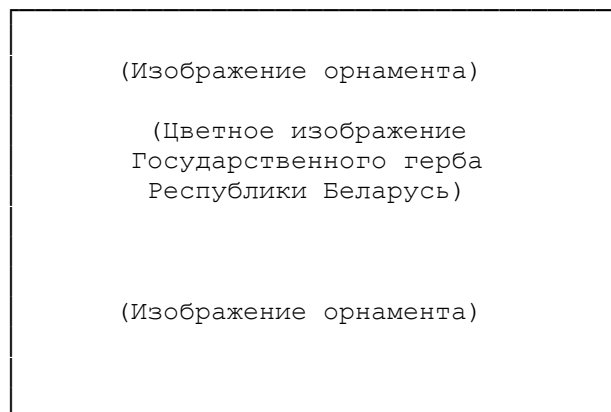 (Изображение орнамента)
(Цветное изображение
Государственного герба
Республики Беларусь)
(Изображение орнамента)